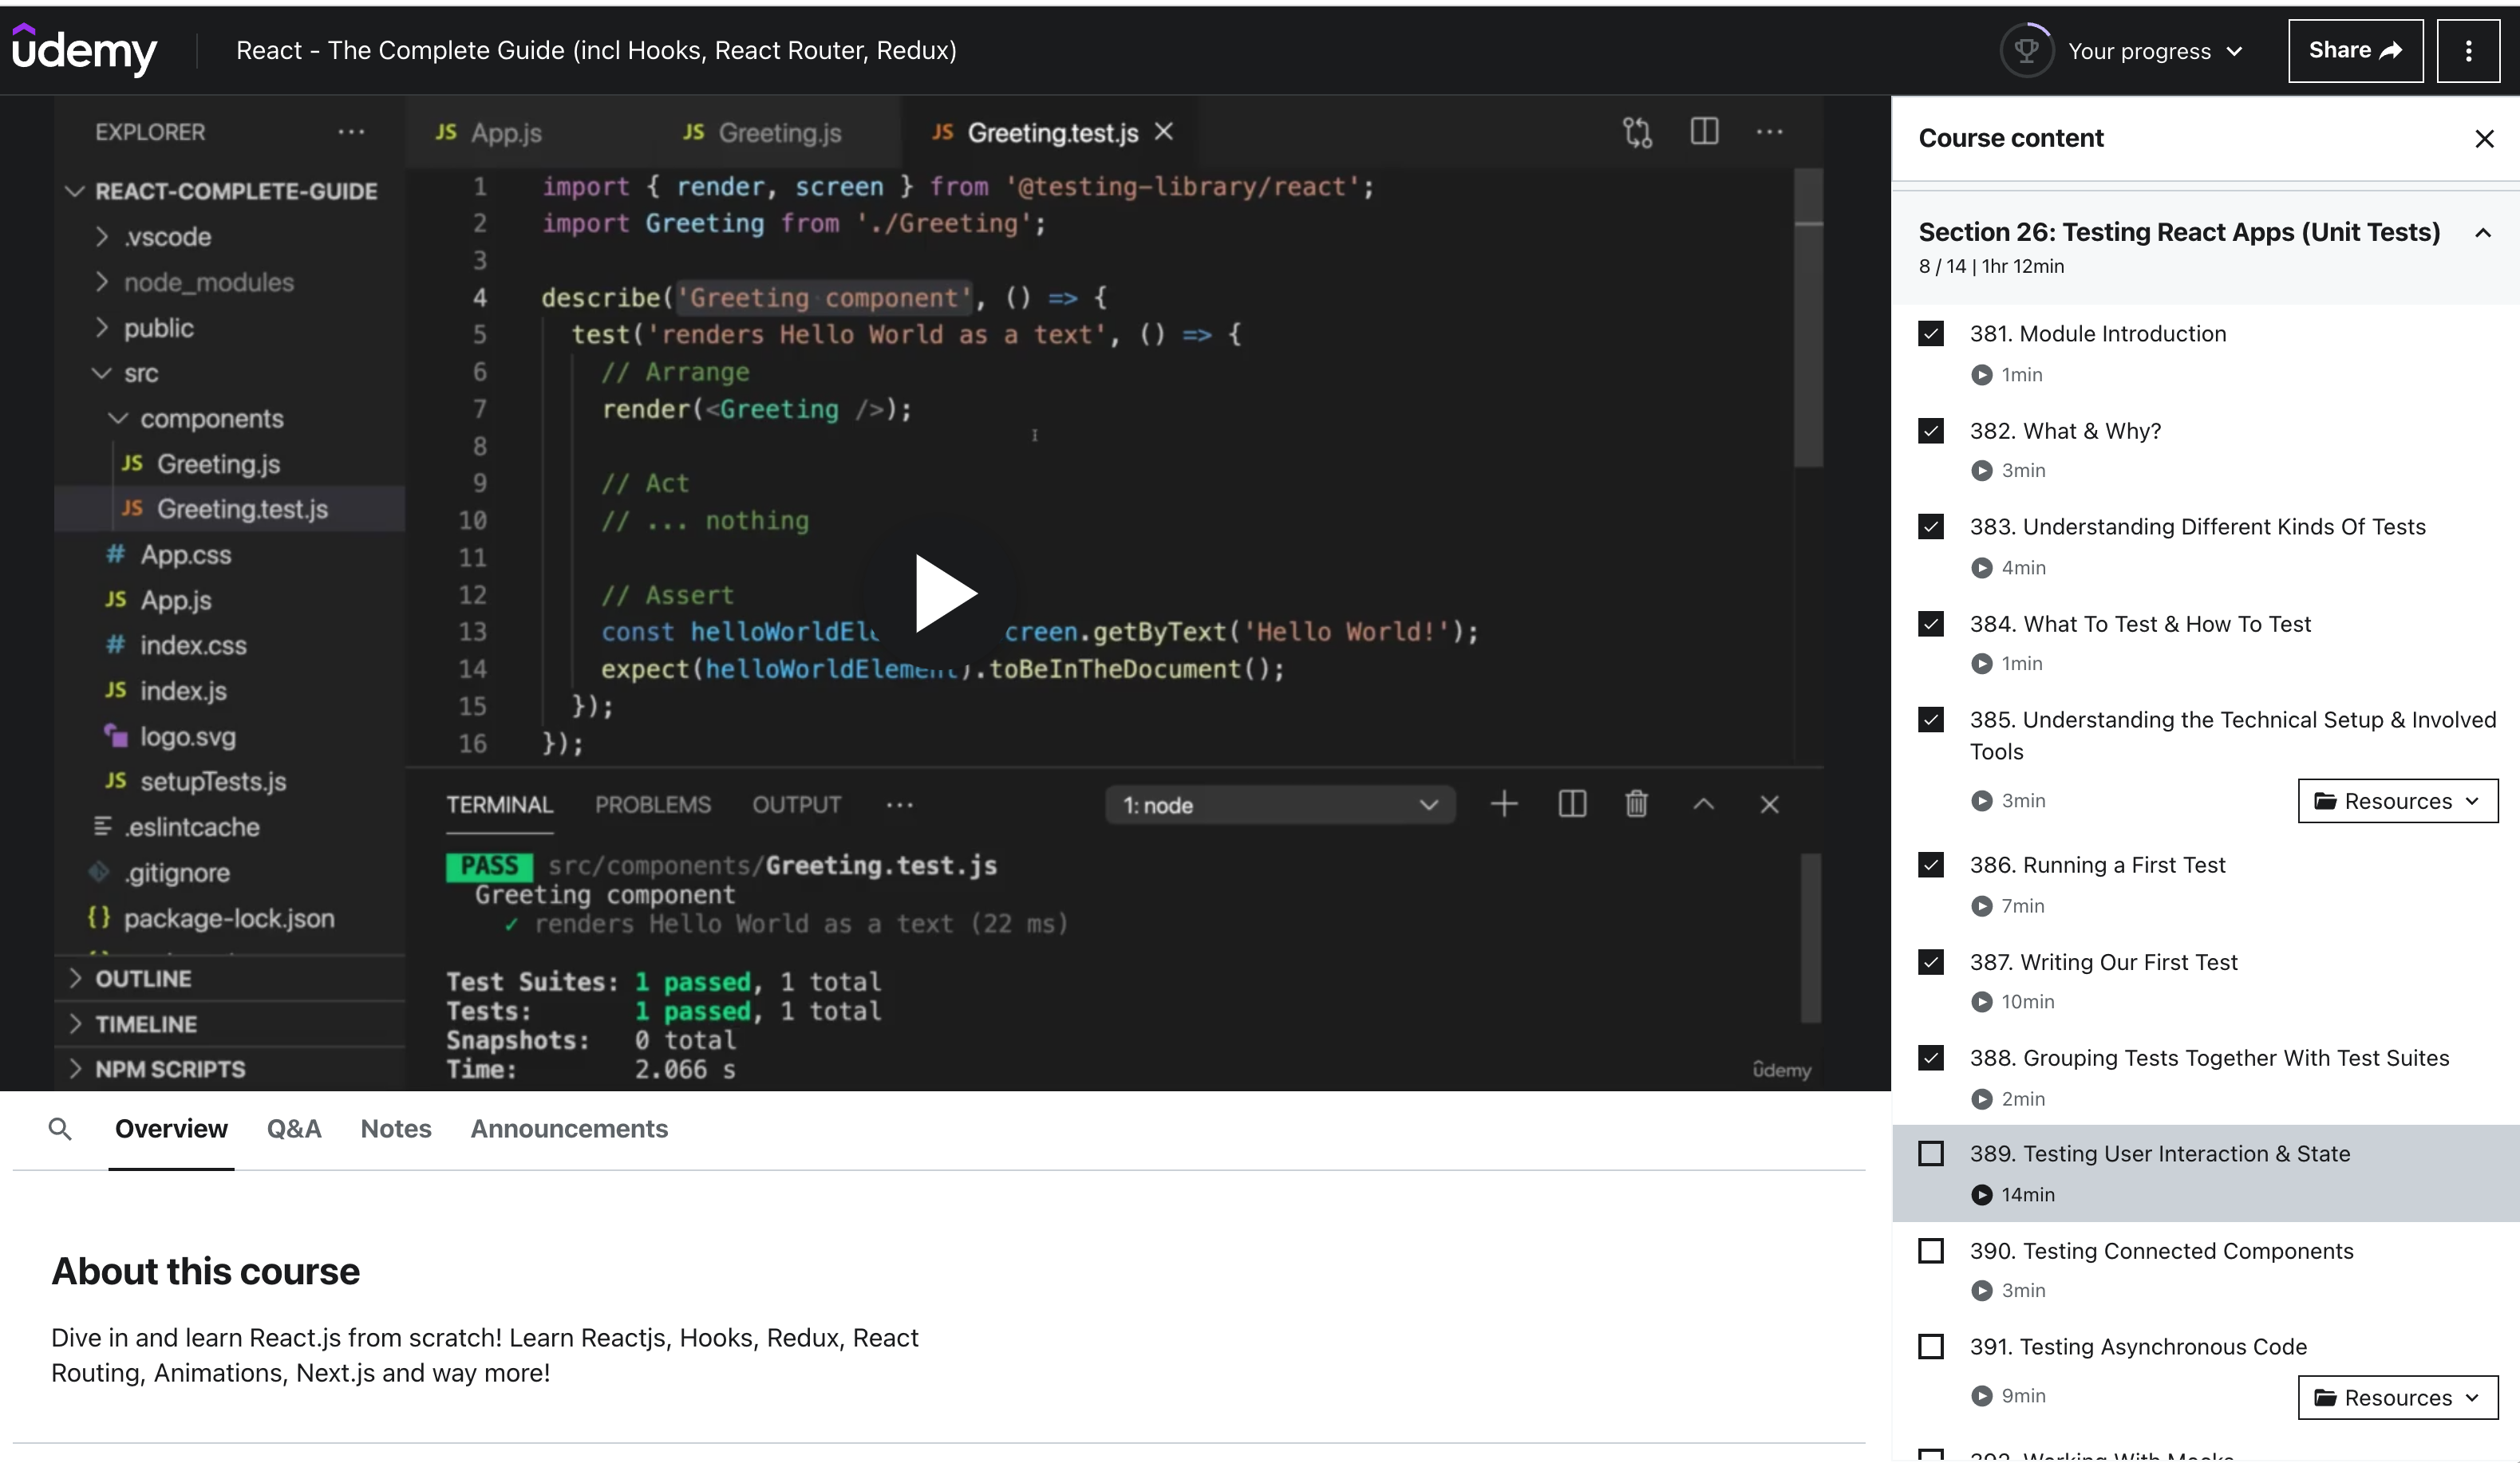 udemy
React - The Complete Guide (incl Hooks, React Router, Redux)
Your progress
Share
EXPLORER
REACT-COMPLETE-GUIDE
.vscode
node_modules
public
src
components
JS Greeting.js
JS Greeting.test.js
# App.css
JS App.js
# index.css
JS index.js
logo.svg
JS setupTests.js
.eslintcache
.gitignore
{} package-lock.json
OUTLINE
TIMELINE
NPM SCRIPTS
JS App.js
JS Greeting.js
JS Greeting.test.js
1 import { render, screen } from '@testing-library/react';
2 import Greeting from './Greeting';
3
4 describe('Greeting component', () => {
5 test('renders Hello World as a text', () => {
6 // Arrange
7 render(<Greeting />);
8
9 // Act
10 // ... nothing
11
12 // Assert
13 const helloWorldEl creen.getByText('Hello World!');
14 expect(helloWorldElement).toBeInTheDocument();
15 });
16 });
TERMINAL PROBLEMS OUTPUT ...
1: node
PASS src/components/Greeting.test.js
Greeting component
✓ renders Hello World as a text (22 ms)
Test Suites: 1 passed, 1 total
Tests: 1 passed, 1 total
Snapshots: 0 total
Time: 2.066 s
udemy
Overview
Q&A
Notes
Announcements
About this course
Dive in and learn React.js from scratch! Learn Reactjs, Hooks, Redux, React
Routing, Animations, Next.js and way more!
Course content
Section 26: Testing React Apps (Unit Tests)
8 / 14 | 1hr 12min
381. Module Introduction
1min
382. What & Why?
3min
383. Understanding Different Kinds Of Tests
4min
384. What To Test & How To Test
1min
385. Understanding the Technical Setup & Involved
Tools
3min
Resources
386. Running a First Test
7min
387. Writing Our First Test
10min
388. Grouping Tests Together With Test Suites
2min
389. Testing User Interaction & State
14min
390. Testing Connected Components
3min
391. Testing Asynchronous Code
9min
Resources
392. Working With Mocks